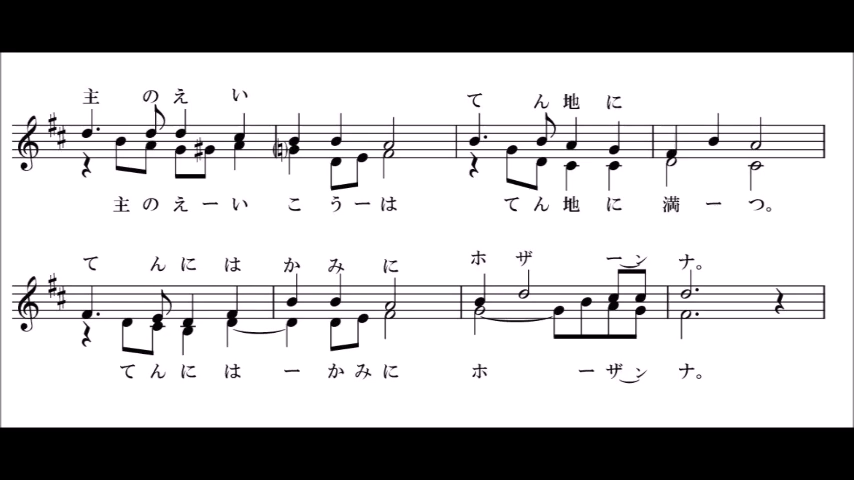 主のえい てん地に
主のえーい こうーは てん地に 満ーつ。
てんには かみに ホザーンナ。
てんには ーかみに ホーザンナ。